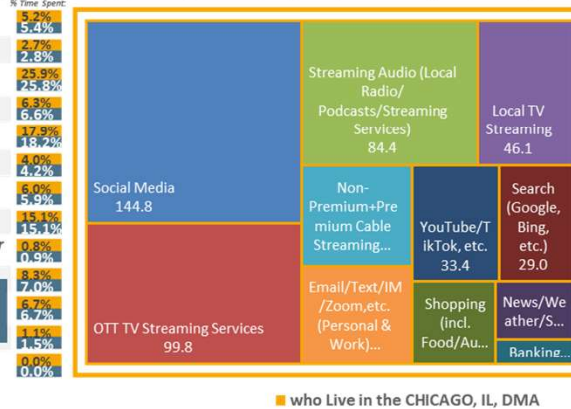 % Time Spent:
5.2%
5.4%
2.7%
2.8%
25.9%
25.8%
6.3%
6.6%
17.9%
18.2%
4.0%
4.2%
6.0%
5.9%
15.1%
15.1%
0.8%
0.9%
8.3%
7.0%
6.7%
6.7%
1.1%
1.5%
0.0%
0.0%
Social Media
144.8
OTT TV Streaming Services
99.8
Streaming Audio (Local
Radio/
Podcasts/Streaming
Services)
84.4
Local TV
Streaming
46.1
Non-
Premium+Pre
mium Cable
Streaming...
YouTube/T
ikTok, etc.
33.4
Search
(Google,
Bing,
etc.)
29.0
Email/Text/IM
/Zoom,etc.
(Personal &
Work)...
Shopping
(incl.
Food/Au...
News/We
ather/S...
Banking...
who Live in the CHICAGO, IL, DMA